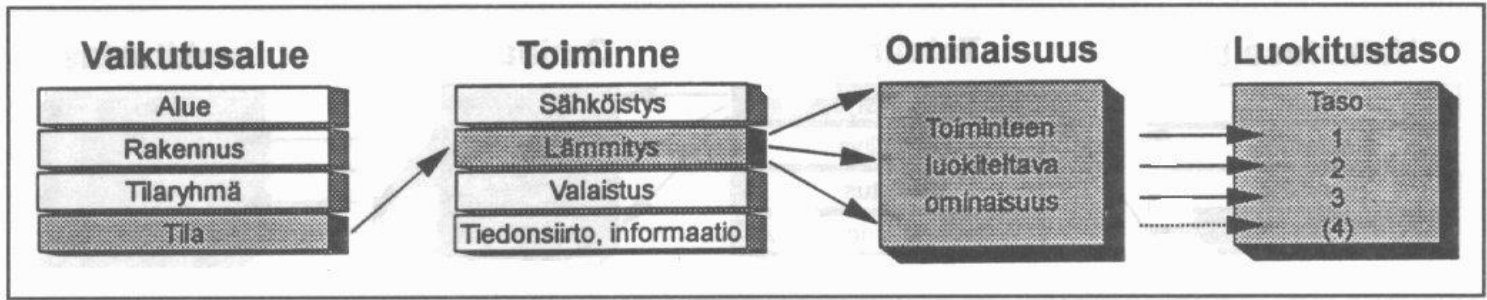 Vaikutusalue
Alue
Rakennus
Tilaryhmä
Tila
Toiminne
Sähköistys
Lämmitys
Valaistus
Tiedonsiirto, informaatio
Ominaisuus
Toiminteen
luokiteltava
ominaisuus
Luokitustaso
Taso
1
2
3
(4)